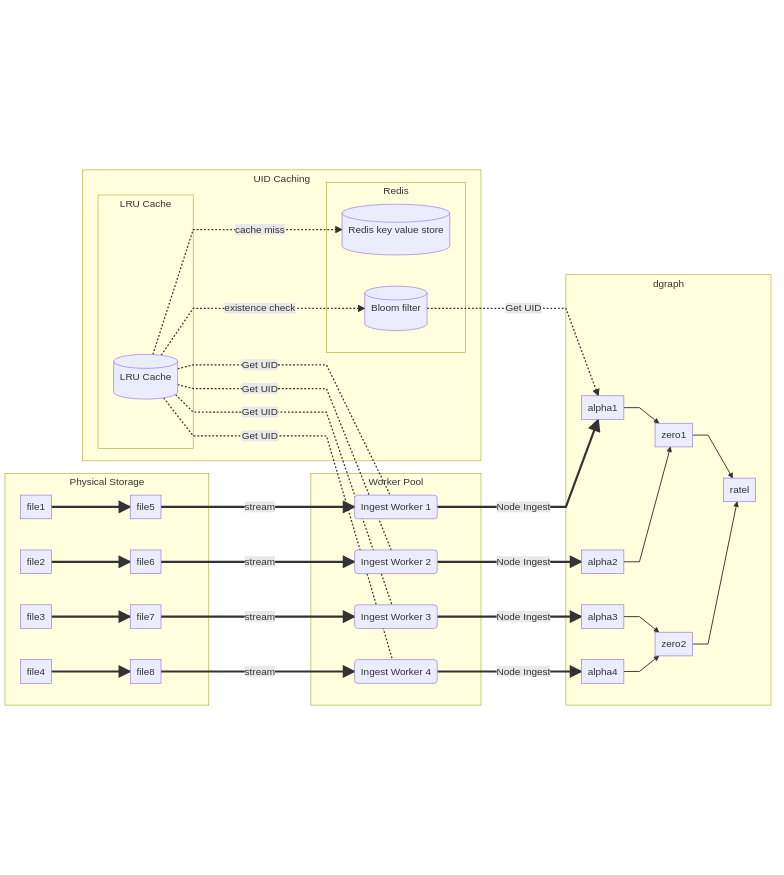 UID Caching
Redis
LRU Cache
Redis key value store
cache miss
dgraph
existence check
Bloom filter
Get UID
LRU Cache
Get UID
Get UID
Get UID
Get UID
alpha1
zero1
Physical Storage
Worker Pool
ratel
file1
file5
stream
Ingest Worker 1
Node Ingest
file2
file6
stream
Ingest Worker 2
Node Ingest
alpha2
file3
file7
stream
Ingest Worker 3
Node Ingest
alpha3
zero2
file4
file8
stream
Ingest Worker 4
Node Ingest
alpha4